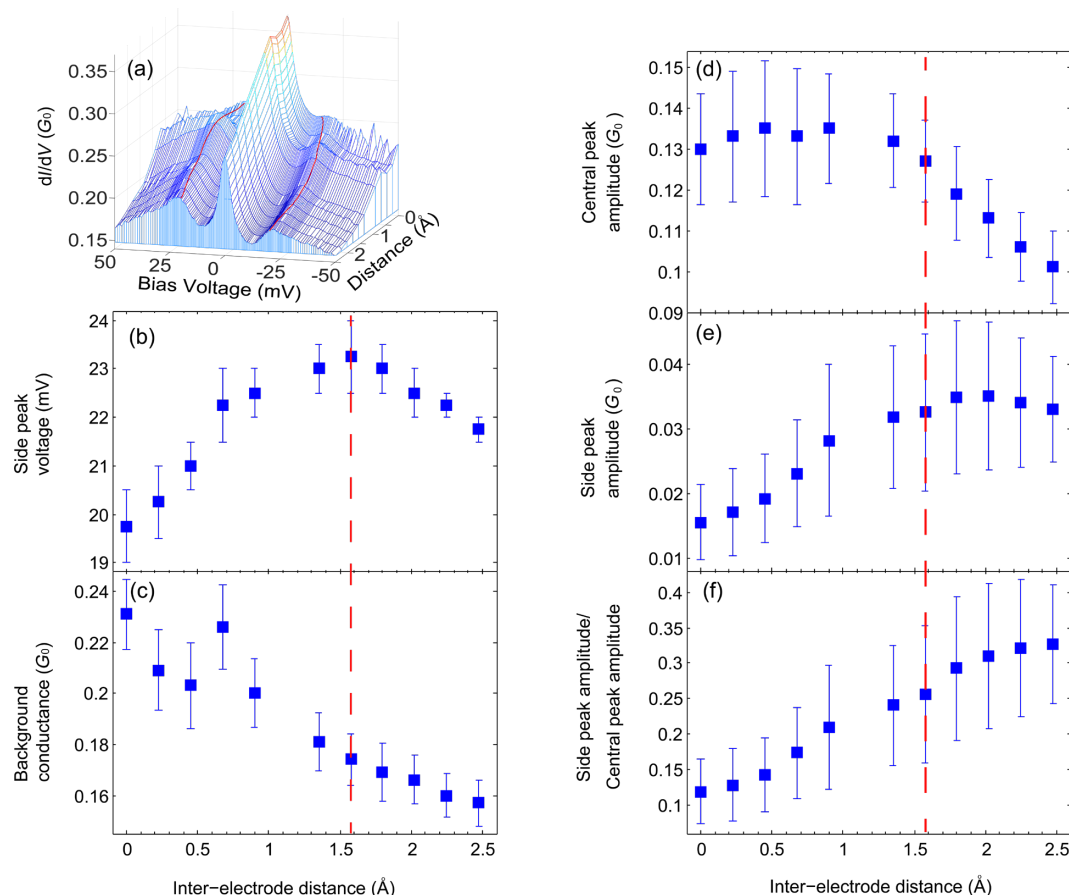 (a)
dI/dV (G₀)
0.35
0.30
0.25
0.20
0.15
50
25
0
-25
-50
Bias Voltage (mV)
0
1
2
Distance (Å)
(b)
Side peak
voltage (mV)
24
23
22
21
20
19
(c)
Background
conductance (G₀)
0.24
0.22
0.2
0.18
0.16
0
0.5
1
1.5
2
2.5
Inter−electrode distance (Å)
(d)
Central peak
amplitude (G₀)
0.15
0.14
0.13
0.12
0.11
0.1
0.09
(e)
Side peak
amplitude (G₀)
0.04
0.03
0.02
0.01
(f)
Side peak amplitude/
Central peak amplitude
0.4
0.35
0.3
0.25
0.2
0.15
0.1
0
0.5
1
1.5
2
2.5
Inter−electrode distance (Å)